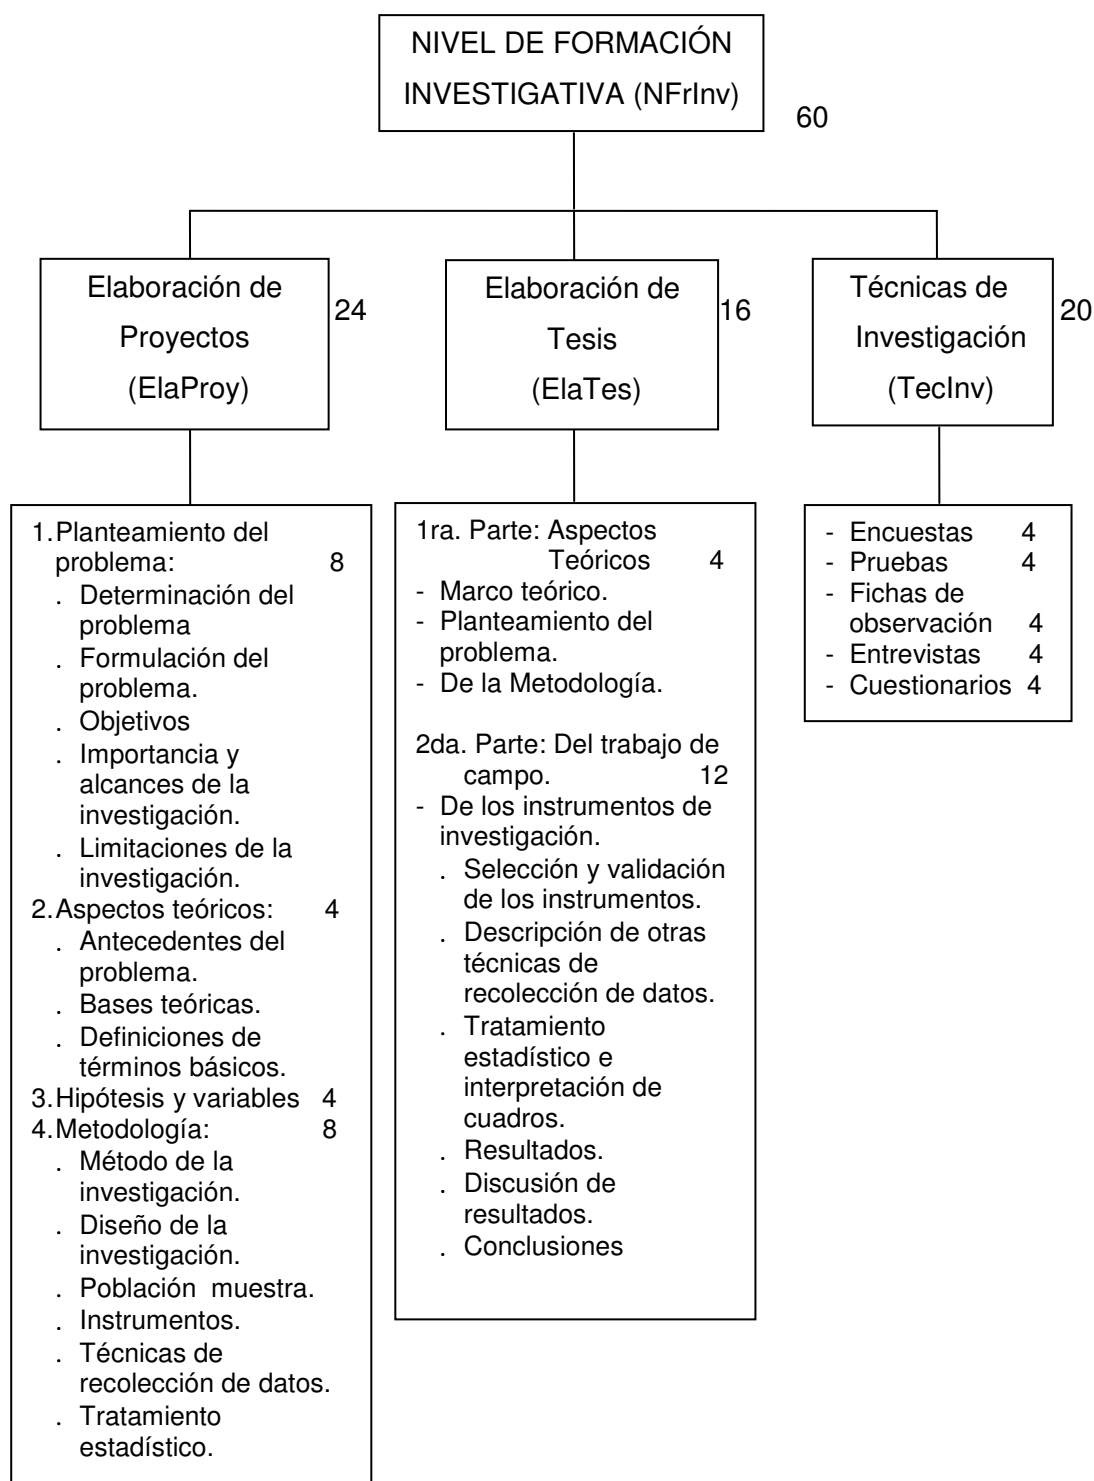 NIVEL DE FORMACIÓN
INVESTIGATIVA (NFrInv)
60
Elaboración de
Proyectos
(ElaProy)
24
Elaboración de
Tesis
(ElaTes)
16
Técnicas de
Investigación
(TecInv)
20
1.Planteamiento del
problema: 8
. Determinación del
problema
. Formulación del
problema.
. Objetivos
. Importancia y
alcances de la
investigación.
. Limitaciones de la
investigación.
2.Aspectos teóricos: 4
. Antecedentes del
problema.
. Bases teóricas.
. Definiciones de
términos básicos.
3.Hipótesis y variables 4
4.Metodología: 8
. Método de la
investigación.
. Diseño de la
investigación.
. Población muestra.
. Instrumentos.
. Técnicas de
recolección de datos.
. Tratamiento
estadístico.
1ra. Parte: Aspectos
Teóricos 4
- Marco teórico.
- Planteamiento del
problema.
- De la Metodología.
2da. Parte: Del trabajo de
campo. 12
- De los instrumentos de
investigación.
. Selección y validación
de los instrumentos.
. Descripción de otras
técnicas de
recolección de datos.
. Tratamiento
estadístico e
interpretación de
cuadros.
. Resultados.
. Discusión de
resultados.
. Conclusiones
- Encuestas 4
- Pruebas 4
- Fichas de
observación 4
- Entrevistas 4
- Cuestionarios 4